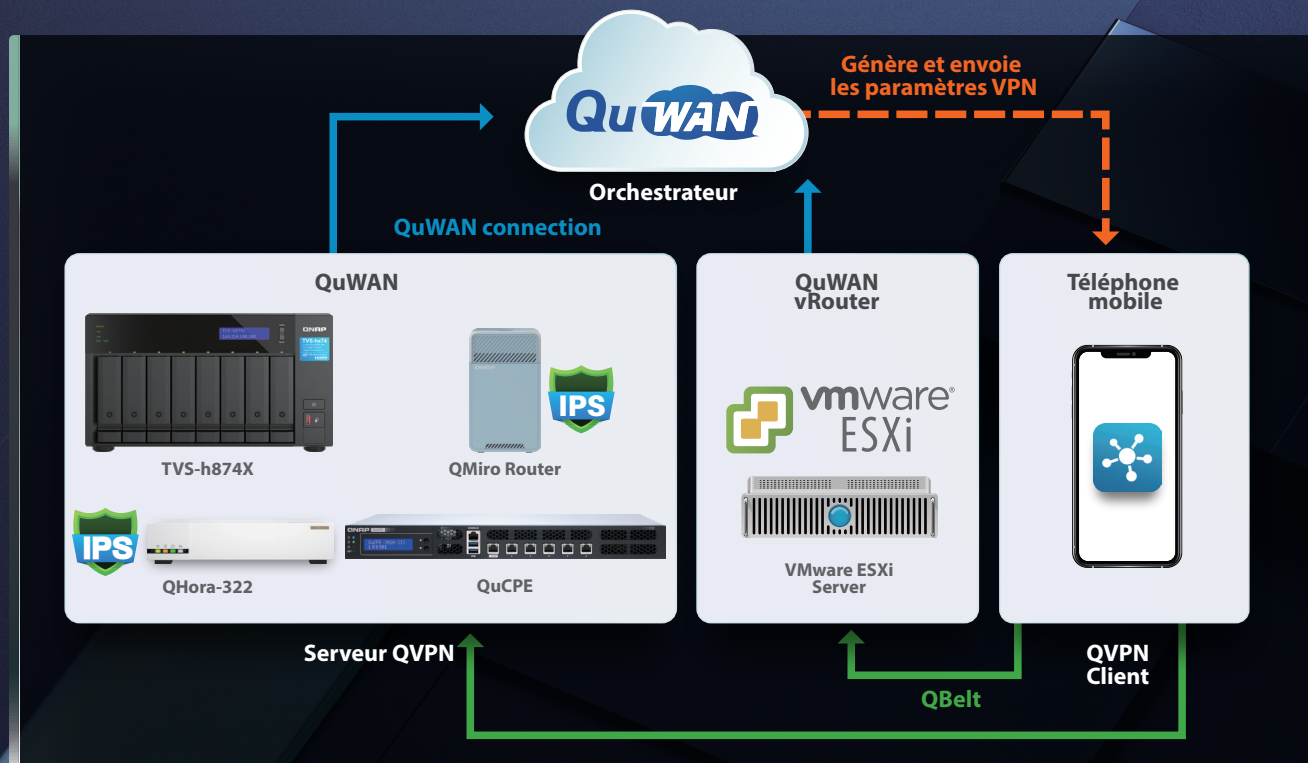 QuWAN
Génère et envoie
les paramètres VPN
Orchestrateur
QuWAN connection
QuWAN
QNAP
TVS-h874X
QMiro Router
IPS
IPS
QHora-322
QNAP
QuCPE
QuWAN
vRouter
vmware®
ESXi
VMware ESXi
Server
Téléphone
mobile
Serveur QVPN
QBelt
QVPN
Client